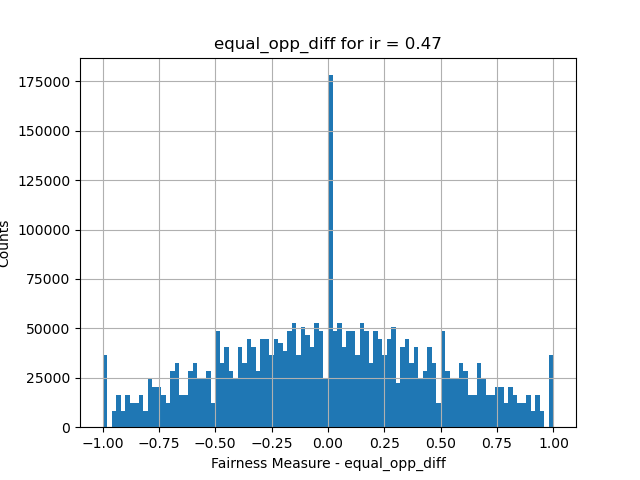 equal_opp_diff for ir = 0.47
Counts
175000
150000
125000
100000
75000
50000
25000
0
−1.00 −0.75 −0.50 −0.25 0.00 0.25 0.50 0.75 1.00
Fairness Measure - equal_opp_diff